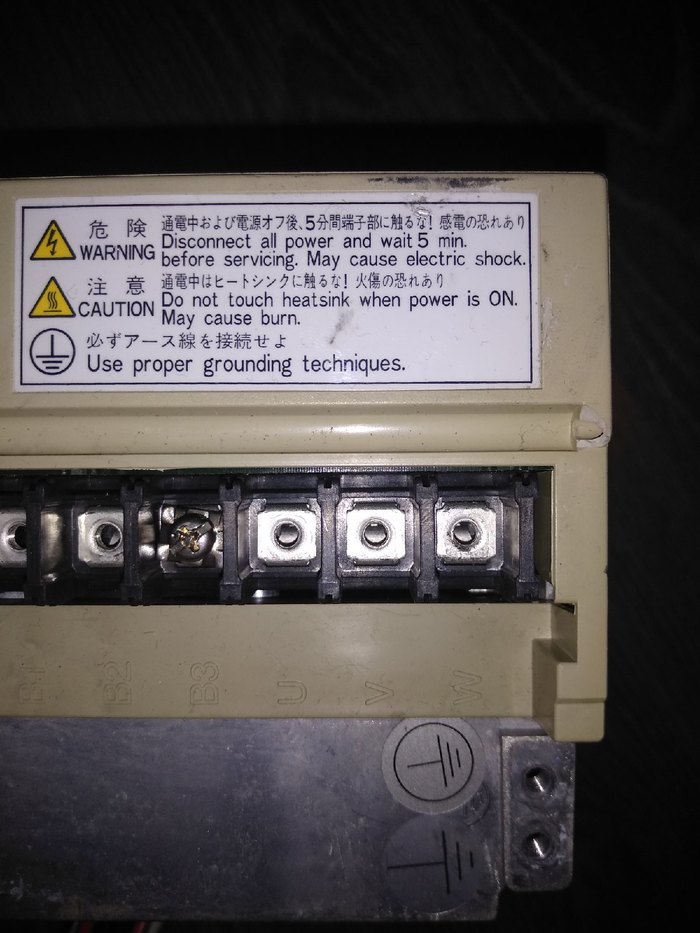 危険 通電中および電源オフ後、5分間端子部に触るな! 感電の恐れあり
WARNING Disconnect all power and wait 5 min.
before servicing. May cause electric shock.
注意 通電中はヒートシンクに触るな! 火傷の恐れあり
CAUTION Do not touch heatsink when power is ON.
May cause burn.
必ずアース線を接続せよ
Use proper grounding techniques.
B1 B2 B3 U V W